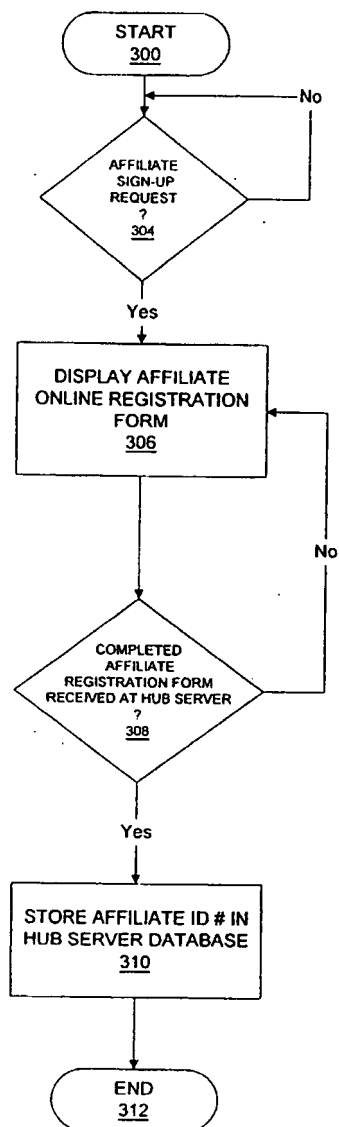 START
300
No
AFFILIATE
SIGN-UP
REQUEST
?
304
Yes
DISPLAY AFFILIATE
ONLINE REGISTRATION
FORM
306
No
COMPLETED
AFFILIATE
REGISTRATION FORM
RECEIVED AT HUB SERVER
?
308
Yes
STORE AFFILIATE ID # IN
HUB SERVER DATABASE
310
END
312